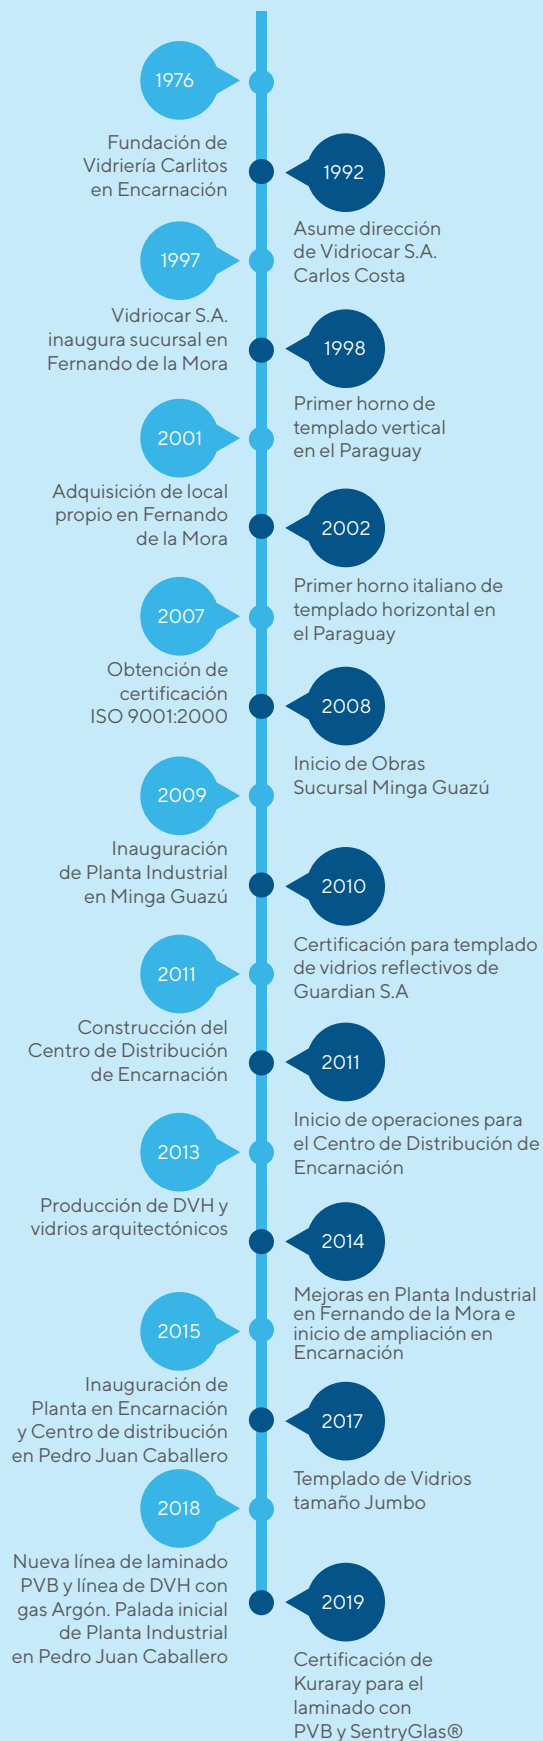 1976
Fundación de
Vidriería Carlitos
en Encarnación
1992
Asume dirección
de Vidriocar S.A.
Carlos Costa
1997
Vidriocar S.A.
inaugura sucursal en
Fernando de la Mora
1998
Primer horno de
templado vertical
en el Paraguay
2001
Adquisición de local
propio en Fernando
de la Mora
2002
Primer horno italiano de
templado horizontal en
el Paraguay
2007
Obtención de
certificación
ISO 9001:2000
2008
Inicio de Obras
Sucursal Minga Guazú
2009
Inauguración
de Planta Industrial
en Minga Guazú
2010
Certificación para templado
de vidrios reflectivos de
Guardian S.A
2011
Construcción del
Centro de Distribución
de Encarnación
2011
Inicio de operaciones para
el Centro de Distribución de
Encarnación
2013
Producción de DVH y
vidrios arquitectónicos
2014
Mejoras en Planta Industrial
en Fernando de la Mora e
inicio de ampliación en
Encarnación
2015
Inauguración de
Planta en Encarnación
y Centro de distribución
en Pedro Juan Caballero
2017
Templado de Vidrios
tamaño Jumbo
2018
Nueva línea de laminado
PVB y línea de DVH con
gas Argón. Palada inicial
de Planta Industrial
en Pedro Juan Caballero
2019
Certificación de
Kuraray para el
laminado con
PVB y SentryGlas®